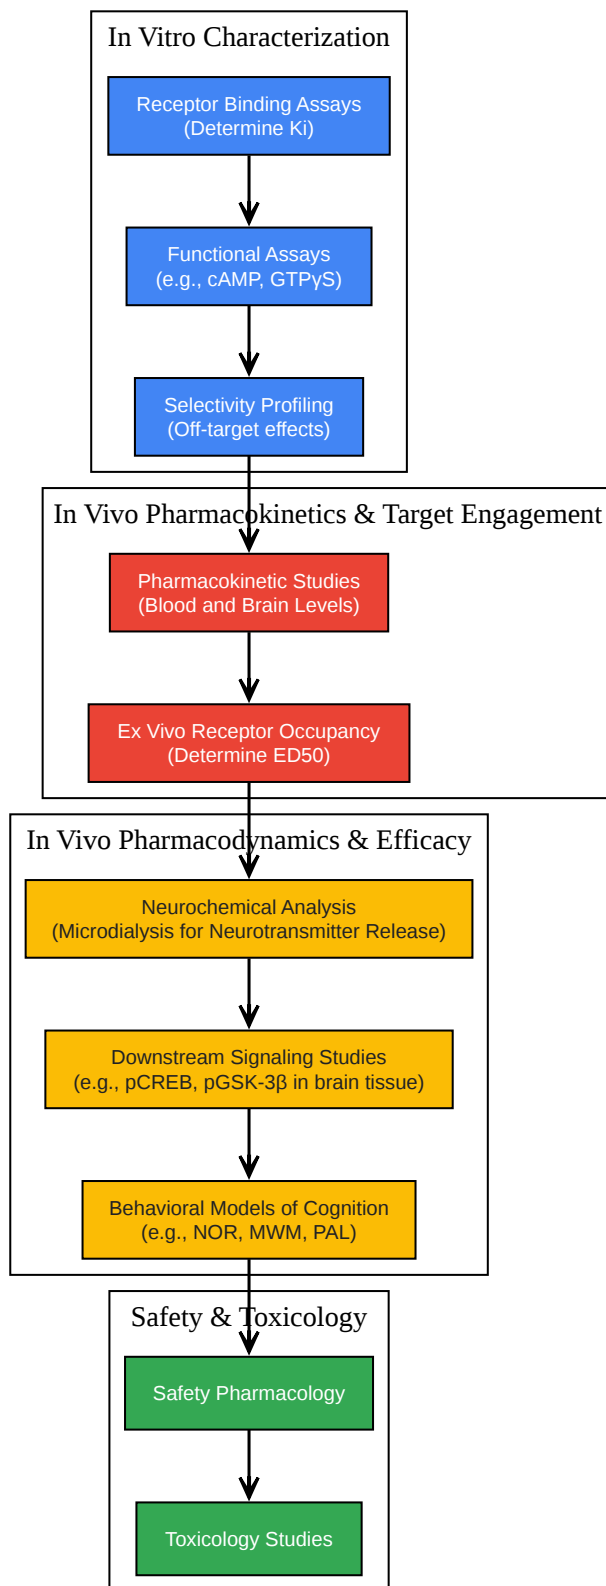 In Vitro Characterization
Receptor Binding Assays
(Determine Ki)
Functional Assays
(e.g., cAMP, GTPγS)
Selectivity Profiling
(Off-target effects)
In Vivo Pharmacokinetics & Target Engagement
Pharmacokinetic Studies
(Blood and Brain Levels)
Ex Vivo Receptor Occupancy
(Determine ED50)
In Vivo Pharmacodynamics & Efficacy
Neurochemical Analysis
(Microdialysis for Neurotransmitter Release)
Downstream Signaling Studies
(e.g., pCREB, pGSK-3β in brain tissue)
Behavioral Models of Cognition
(e.g., NOR, MWM, PAL)
Safety & Toxicology
Safety Pharmacology
Toxicology Studies